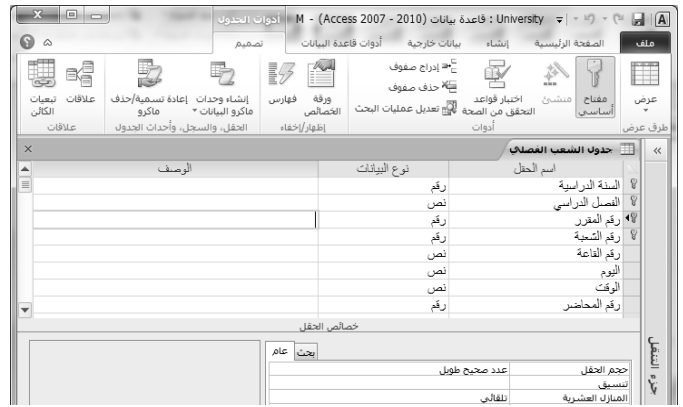 University : قاعدة بيانات (Access 2007 - 2010) - M
أدوات الجدول
ملف
الصفحة الرئيسية
إنشاء
بيانات خارجية
أدوات قاعدة البيانات
تصميم
عرض
مفتاح أساسي
منشئ
اختبار قواعد التحقق من الصحة
إدراج صفوف
حذف صفوف
تعديل عمليات البحث
ورقة الخصائص
فهارس
إنشاء وحدات ماكرو البيانات
إعادة تسمية/حذف ماكرو
علاقات
تبعيات الكائن
طرق عرض
أدوات
إظهار/إخفاء
الحقل، والسجل، وأحداث الجدول
علاقات
جدول الشعب الفصلي
اسم الحقل نوع البيانات الوصف
السنة الدراسية رقم
الفصل الدراسي نص
رقم المقرر رقم
رقم الشعبة رقم
رقم القاعة نص
اليوم نص
الوقت نص
رقم المحاضر رقم
خصائص الحقل
عام بحث
حجم الحقل عدد صحيح طويل
تنسيق
المنازل العشرية تلقائي
جزء التنقل